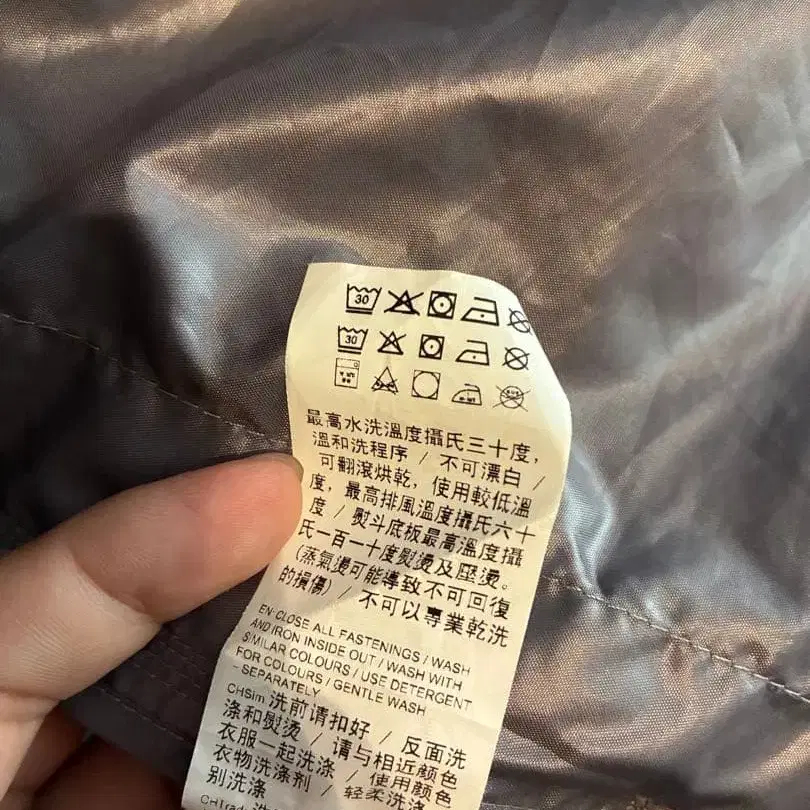 30
30
最高水洗溫度攝氏三十度,
溫和洗程序 / 不可漂白 /
可翻滾烘乾, 使用較低溫
度, 最高排風溫度攝氏六十
度 / 熨斗底板最高溫度攝
氏一百一十度熨燙及壓燙。
(蒸氣燙可能導致不可回復
的損傷) / 不可以專業乾洗
EN-CLOSE ALL FASTENINGS / WASH
AND IRON INSIDE OUT / WASH WITH
SIMILAR COLOURS / USE DETERGENT
FOR COLOURS / GENTLE WASH
- SEPARATELY
CHSim 洗前请扣好 / 反面洗
涤和熨烫 / 请与相近颜色
衣服一起洗涤 / 使用颜色
衣物洗涤剂 / 轻柔洗涤
别洗涤
CHTrad